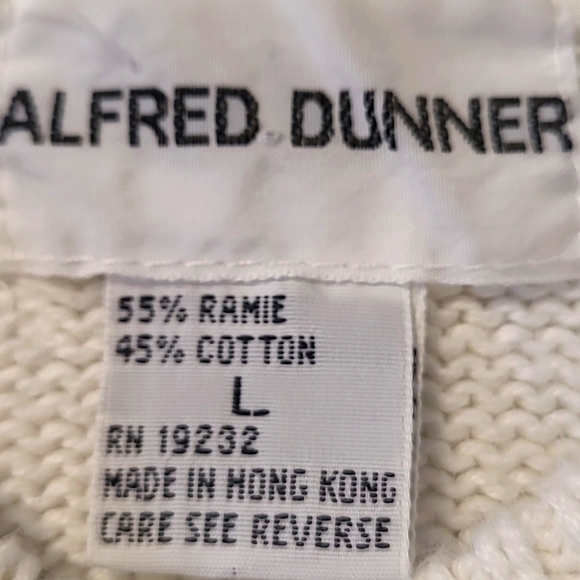 ALFRED DUNNER
55% RAMIE
45% COTTON
L
RN 19232
MADE IN HONG KONG
CARE SEE REVERSE